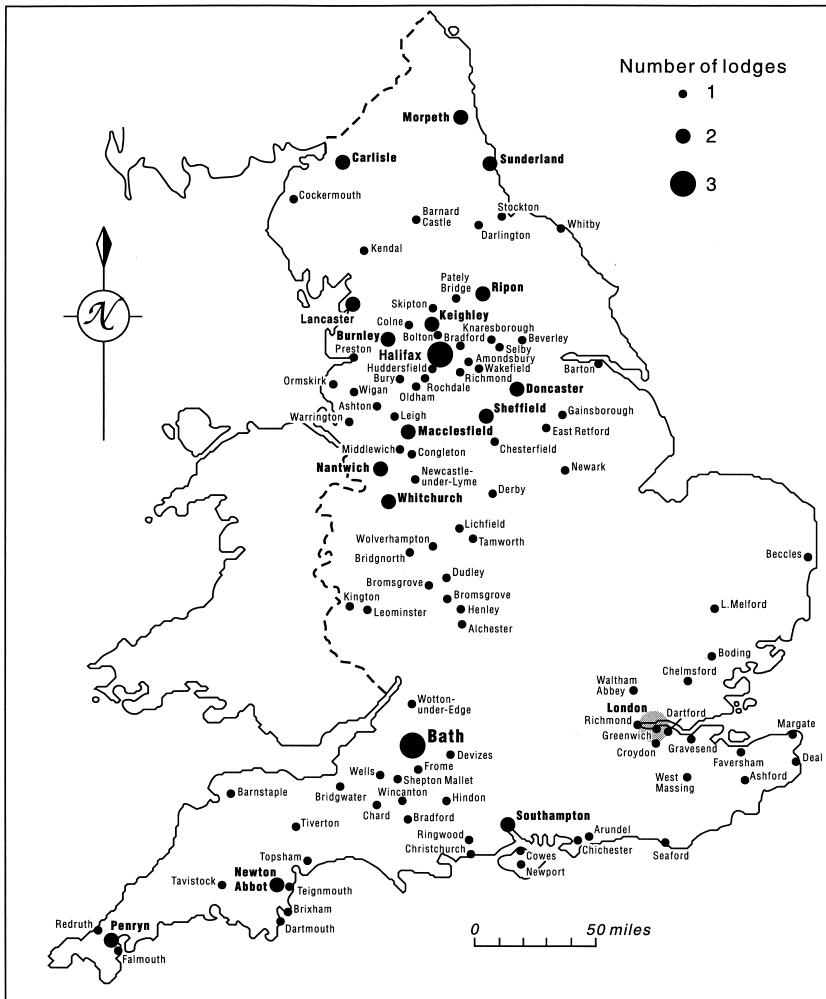 Number of lodges
1
2
3
Morpeth
Carlisle
Sunderland
Cockermouth
Barnard
Castle
Stockton
Darlington
Whitby
Kendal
Pately
Bridge
Ripon
Lancaster
Skipton
Keighley
Colne
Knaresborough
Burnley
Bolton
Bradford
Beverley
Selby
Preston
Halifax
Amondsbury
Huddersfield
Wakefield
Barton
Bury
Richmond
Ormskirk
Rochdale
Wigan
Oldham
Doncaster
Ashton
Leigh
Sheffield
Gainsborough
Warrington
Macclesfield
East Retford
Middlewich
Congleton
Chesterfield
Nantwich
Newcastle-
under-Lyme
Newark
Whitchurch
Derby
Lichfield
Wolverhampton
Tamworth
Bridgnorth
Beccles
Dudley
Bromsgrove
Kington
Bromsgrove
Leominster
Henley
L.Melford
Alchester
Boding
Chelmsford
Waltham
Abbey
Wotton-
under-Edge
London
Richmond
Dartford
Greenwich
Margate
Croydon
Gravesend
Bath
Devizes
Faversham
Deal
Frome
Wells
Shepton Mallet
West
Massing
Ashford
Barnstaple
Bridgwater
Wincanton
Hindon
Chard
Bradford
Southampton
Tiverton
Ringwood
Arundel
Christchurch
Chichester
Seaford
Cowes
Topsham
Newport
Newton
Abbot
Tavistock
Teignmouth
Brixham
Dartmouth
Redruth
Penryn
Falmouth
N
0
50 miles